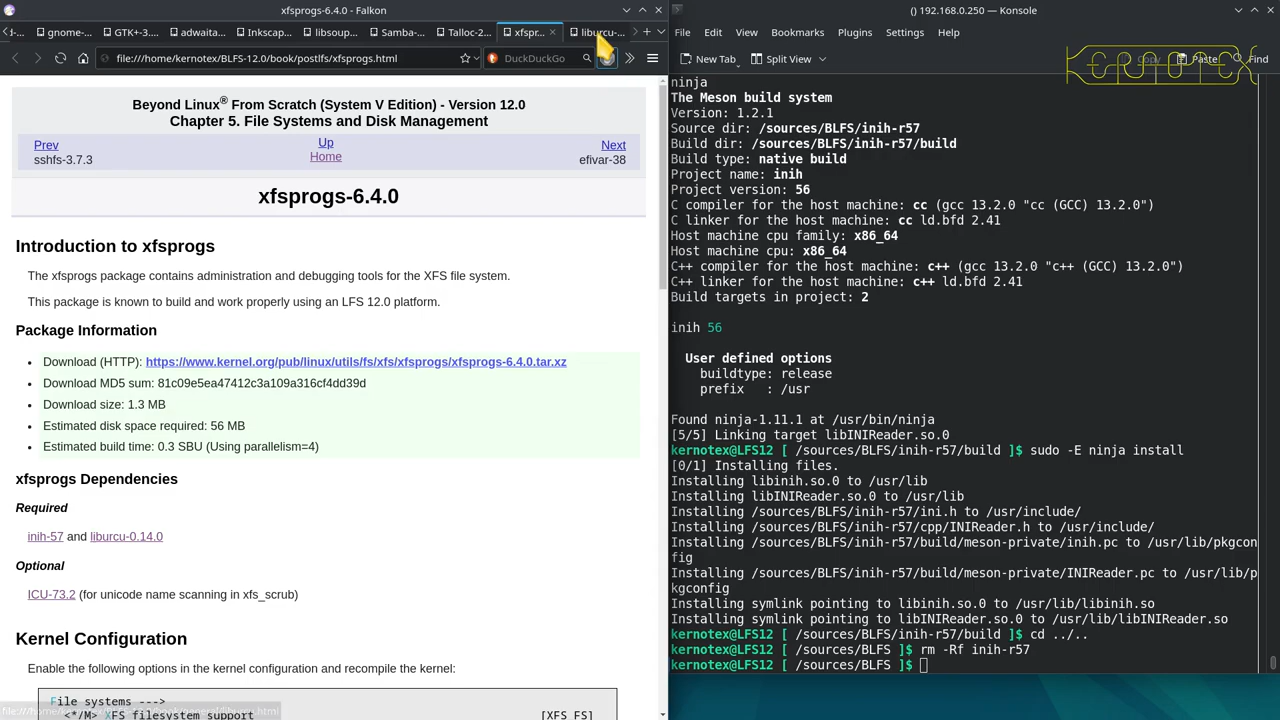 xfsprogs-6.4.0 - Falkon
gnome-...
GTK+-3....
adwaita...
Inkscap...
libsoup...
Samba-...
Talloc-2...
xfspr...
liburcu-...
file:///home/kernotex/BLFS-12.0/book/postlfs/xfsprogs.html
DuckDuckGo
Beyond Linux® From Scratch (System V Edition) - Version 12.0
Chapter 5. File Systems and Disk Management
Prev Up Next
sshfs-3.7.3 Home efivar-38
xfsprogs-6.4.0
Introduction to xfsprogs
The xfsprogs package contains administration and debugging tools for the XFS file system.
This package is known to build and work properly using an LFS 12.0 platform.
Package Information
• Download (HTTP): https://www.kernel.org/pub/linux/utils/fs/xfs/xfsprogs/xfsprogs-6.4.0.tar.xz
• Download MD5 sum: 81c09e5ea47412c3a109a316cf4dd39d
• Download size: 1.3 MB
• Estimated disk space required: 56 MB
• Estimated build time: 0.3 SBU (Using parallelism=4)
xfsprogs Dependencies
Required
inih-57 and liburcu-0.14.0
Optional
ICU-73.2 (for unicode name scanning in xfs_scrub)
Kernel Configuration
Enable the following options in the kernel configuration and recompile the kernel:
File systems --->
<*/M> XFS filesystem support [XFS_FS]
() 192.168.0.250 — Konsole
File Edit View Bookmarks Plugins Settings Help
New Tab Split View Copy Paste Find
KERNOTEX
ninja
The Meson build system
Version: 1.2.1
Source dir: /sources/BLFS/inih-r57
Build dir: /sources/BLFS/inih-r57/build
Build type: native build
Project name: inih
Project version: 56
C compiler for the host machine: cc (gcc 13.2.0 "cc (GCC) 13.2.0")
C linker for the host machine: cc ld.bfd 2.41
Host machine cpu family: x86_64
Host machine cpu: x86_64
C++ compiler for the host machine: c++ (gcc 13.2.0 "c++ (GCC) 13.2.0")
C++ linker for the host machine: c++ ld.bfd 2.41
Build targets in project: 2
inih 56
User defined options
buildtype: release
prefix : /usr
Found ninja-1.11.1 at /usr/bin/ninja
[5/5] Linking target libINIReader.so.0
kernotex@LFS12 [ /sources/BLFS/inih-r57/build ]$ sudo -E ninja install
[0/1] Installing files.
Installing libinih.so.0 to /usr/lib
Installing libINIReader.so.0 to /usr/lib
Installing /sources/BLFS/inih-r57/ini.h to /usr/include/
Installing /sources/BLFS/inih-r57/cpp/INIReader.h to /usr/include/
Installing /sources/BLFS/inih-r57/build/meson-private/inih.pc to /usr/lib/pkgcon
fig
Installing /sources/BLFS/inih-r57/build/meson-private/INIReader.pc to /usr/lib/p
kgconfig
Installing symlink pointing to libinih.so.0 to /usr/lib/libinih.so
Installing symlink pointing to libINIReader.so.0 to /usr/lib/libINIReader.so
kernotex@LFS12 [ /sources/BLFS/inih-r57/build ]$ cd ../..
kernotex@LFS12 [ /sources/BLFS ]$ rm -Rf inih-r57
kernotex@LFS12 [ /sources/BLFS ]$